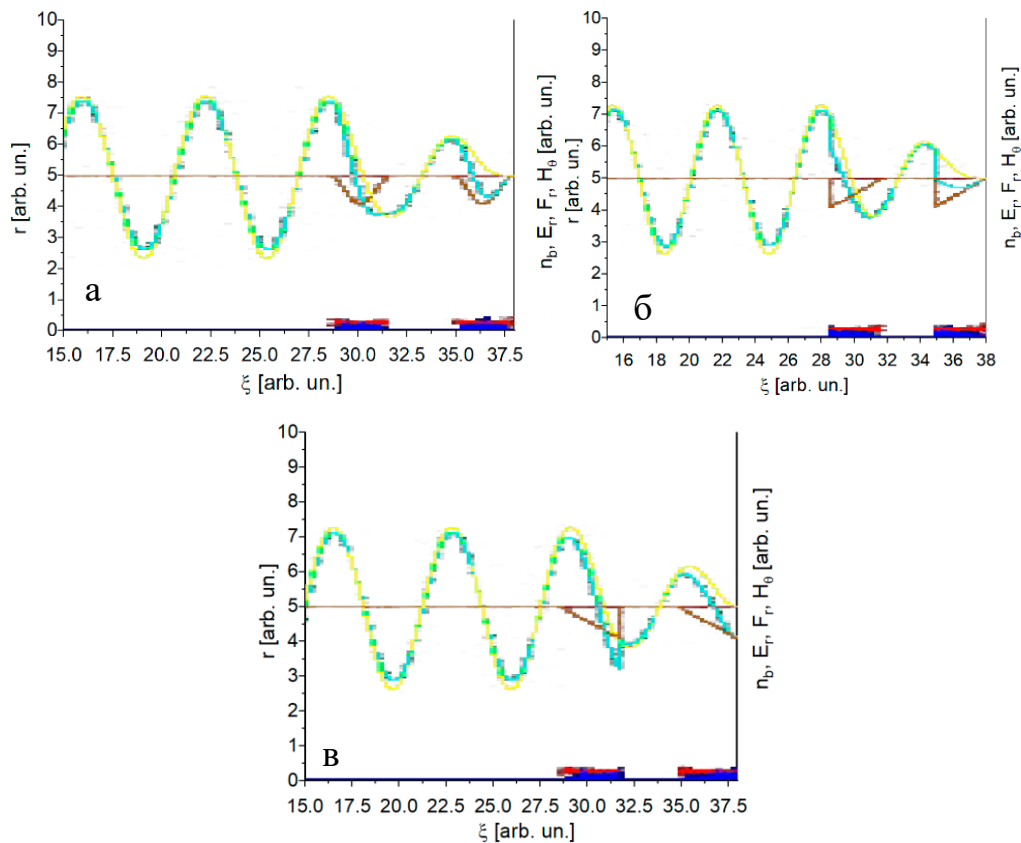 10
9
8
7
6
5
4
3
2
1
0
r [arb. un.]
15.0 17.5 20.0 22.5 25.0 27.5 30.0 32.5 35.0 37.5
ξ [arb. un.]
n_b, E_r, F_r, H_θ [arb. un.]
а
10
9
8
7
6
5
4
3
2
1
0
r [arb. un.]
16 18 20 22 24 26 28 30 32 34 36 38
ξ [arb. un.]
n_b, E_r, F_r, H_θ [arb. un.]
б
10
9
8
7
6
5
4
3
2
1
0
r [arb. un.]
15.0 17.5 20.0 22.5 25.0 27.5 30.0 32.5 35.0 37.5
ξ [arb. un.]
n_b, E_r, F_r, H_θ [arb. un.]
в